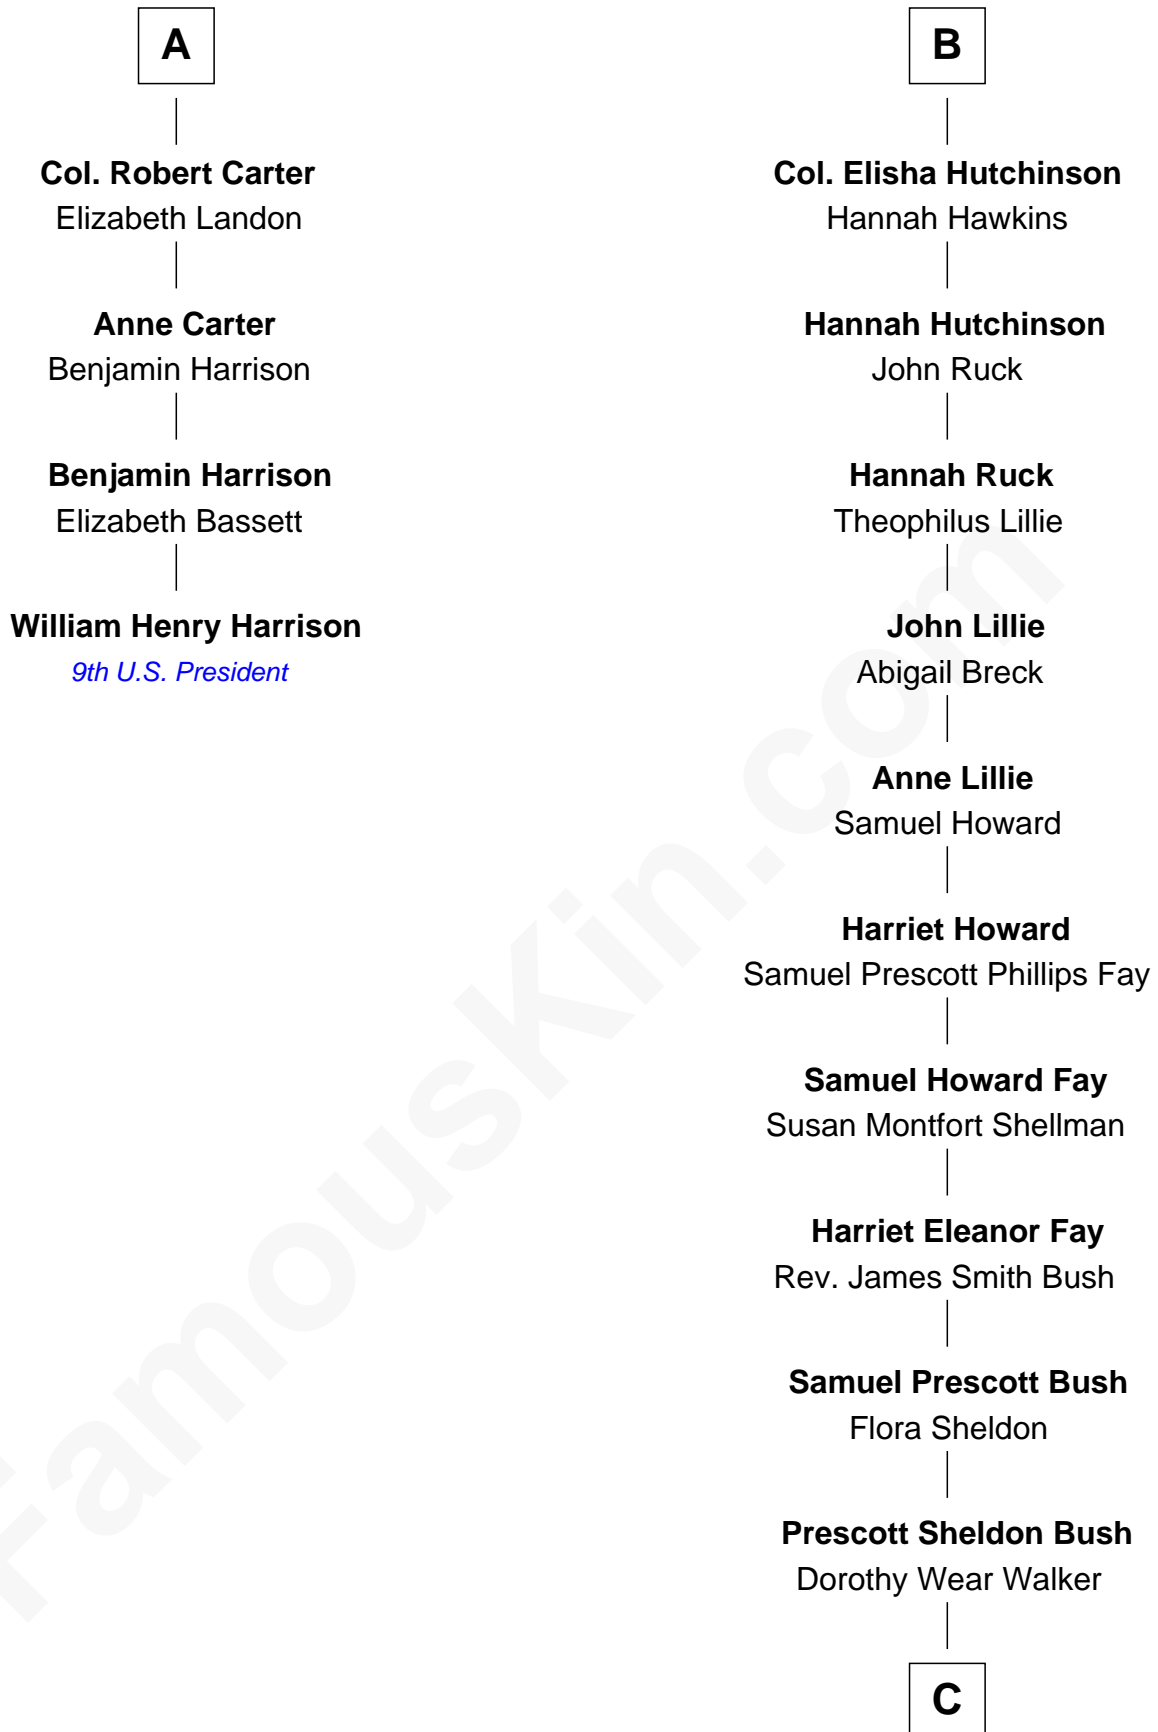 A
Col. Robert Carter
Elizabeth Landon
Anne Carter
Benjamin Harrison
Benjamin Harrison
Elizabeth Bassett
William Henry Harrison
9th U.S. President
B
Col. Elisha Hutchinson
Hannah Hawkins
Hannah Hutchinson
John Ruck
Hannah Ruck
Theophilus Lillie
John Lillie
Abigail Breck
Anne Lillie
Samuel Howard
Harriet Howard
Samuel Prescott Phillips Fay
Samuel Howard Fay
Susan Montfort Shellman
Harriet Eleanor Fay
Rev. James Smith Bush
Samuel Prescott Bush
Flora Sheldon
Prescott Sheldon Bush
Dorothy Wear Walker
C
FamousKin.com